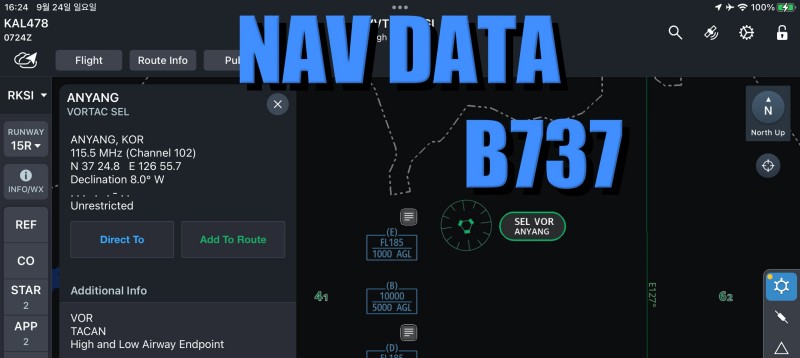 16:24 9월 24일 일요일
100%
KAL478
0724Z
NAV DATA
B737
Flight
Route Info
RKSI
ANYANG
VORTAC SEL
RUNWAY
15R
INFO/WX
ANYANG, KOR
115.5 MHz (Channel 102)
N 37 24.8 E 126 55.7
Declination 8.0° W
Unrestricted
Direct To
Add To Route
Additional Info
VOR
TACAN
High and Low Airway Endpoint
REF
CO
STAR
2
APP
2
N
North Up
SEL VOR
ANYANG
(E)
FL185
1000 AGL
(B)
10000
5000 AGL
(D)
FL185
41
62
E127°